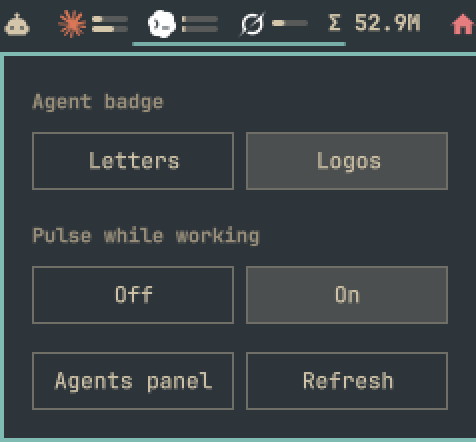 Σ 52.9M
Agent badge
Letters Logos
Pulse while working
Off On
Agents panel Refresh